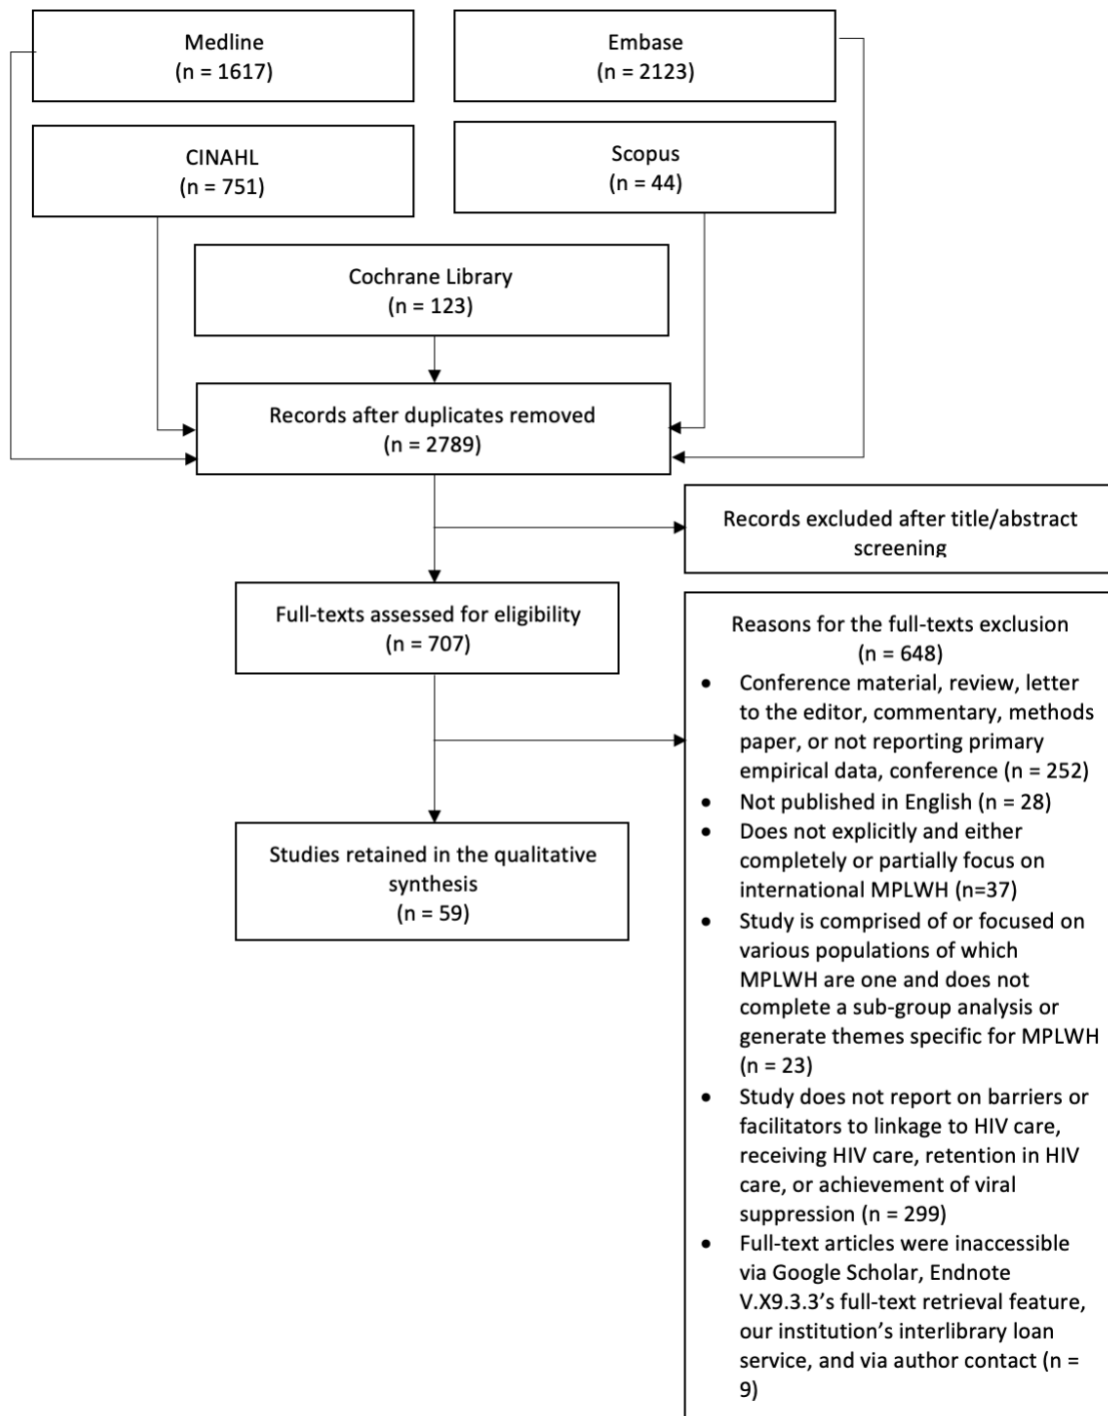 Medline
(n = 1617)
Embase
(n = 2123)
CINAHL
(n = 751)
Scopus
(n = 44)
Cochrane Library
(n = 123)
Records after duplicates removed
(n = 2789)
Records excluded after title/abstract
screening
Full-texts assessed for eligibility
(n = 707)
Reasons for the full-texts exclusion
(n = 648)
• Conference material, review, letter
to the editor, commentary, methods
paper, or not reporting primary
empirical data, conference (n = 252)
• Not published in English (n = 28)
• Does not explicitly and either
completely or partially focus on
international MPLWH (n=37)
• Study is comprised of or focused on
various populations of which
MPLWH are one and does not
complete a sub-group analysis or
generate themes specific for MPLWH
(n = 23)
• Study does not report on barriers or
facilitators to linkage to HIV care,
receiving HIV care, retention in HIV
care, or achievement of viral
suppression (n = 299)
• Full-text articles were inaccessible
via Google Scholar, Endnote
V.X9.3.3’s full-text retrieval feature,
our institution’s interlibrary loan
service, and via author contact (n =
9)
Studies retained in the qualitative
synthesis
(n = 59)